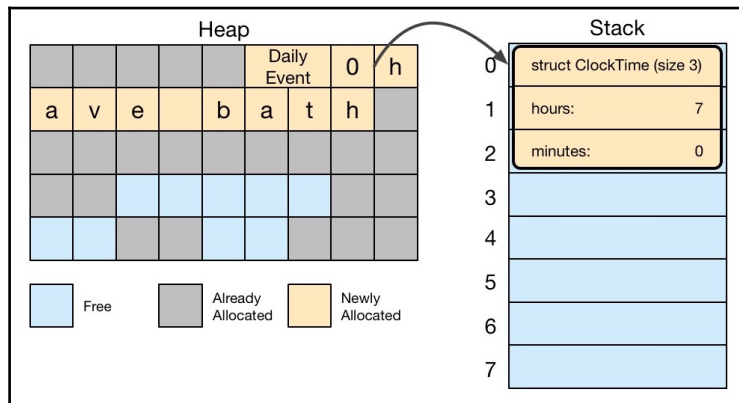 Heap
Stack
Daily
Event
0 h
a v e b a t h
Free
Already
Allocated
Newly
Allocated
0 struct ClockTime (size 3)
1 hours: 7
2 minutes: 0
3
4
5
6
7